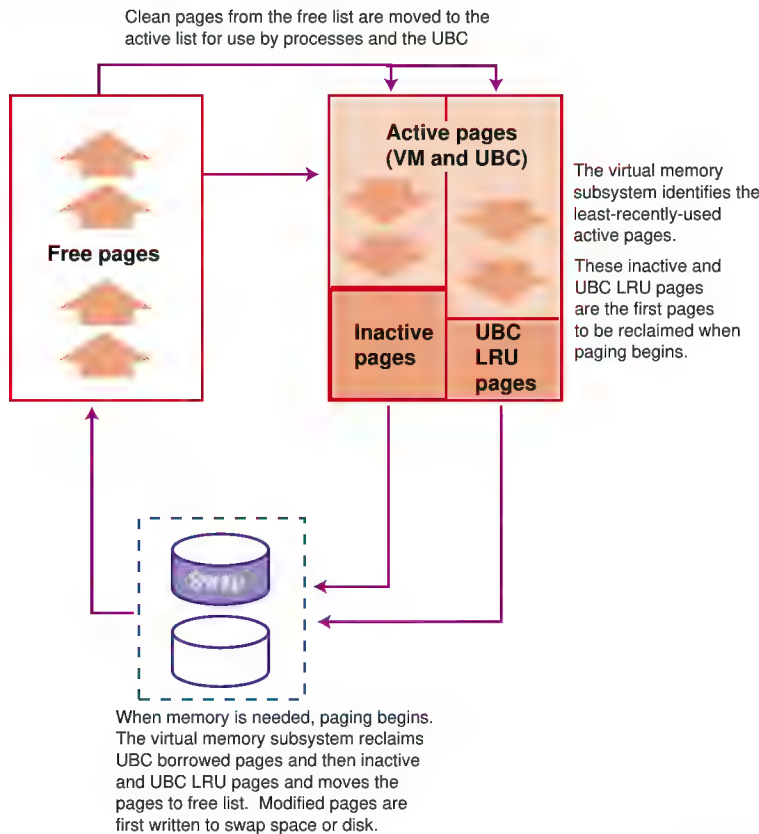 Clean pages from the free list are moved to the
active list for use by processes and the UBC
Active pages
(VM and UBC)
Free pages
The virtual memory
subsystem identifies the
least-recently-used
active pages.
These inactive and
UBC LRU pages
are the first pages
to be reclaimed when
paging begins.
Inactive
pages
UBC
LRU
pages
Swap
When memory is needed, paging begins.
The virtual memory subsystem reclaims
UBC borrowed pages and then inactive
and UBC LRU pages and moves the
pages to free list. Modified pages are
first written to swap space or disk.